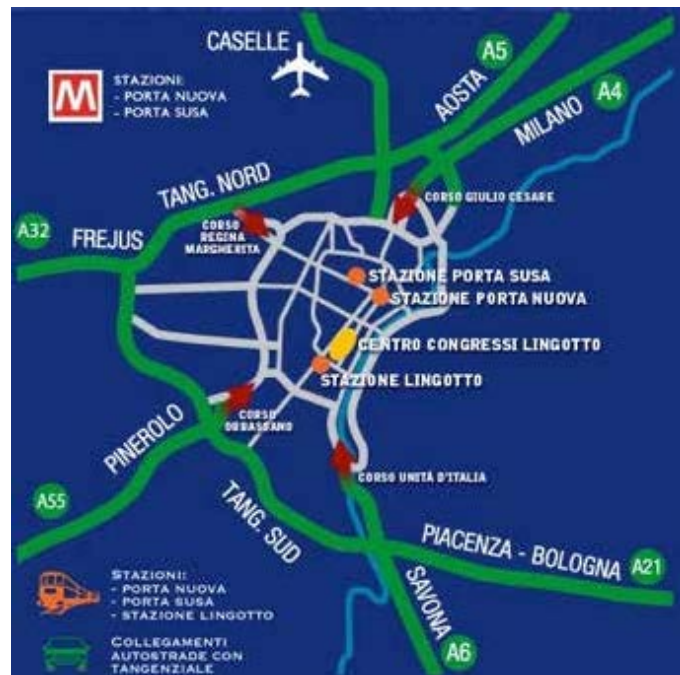 CASELLE
A5
AOSTA
A4
MILANO
M
STAZIONI:
- PORTA NUOVA
- PORTA SUSA
TANG. NORD
CORSO GIULIO CESARE
A32
FREJUS
CORSO
REGINA
MARGHERITA
STAZIONE PORTA SUSA
STAZIONE PORTA NUOVA
CENTRO CONGRESSI LINGOTTO
STAZIONE LINGOTTO
CORSO
ORBASSANO
PINEROLO
CORSO UNITÀ D'ITALIA
A55
TANG. SUD
PIACENZA - BOLOGNA
A21
SAVONA
A6
STAZIONI:
- PORTA NUOVA
- PORTA SUSA
- STAZIONE LINGOTTO
COLLEGAMENTI
AUTOSTRADE CON
TANGENZIALE